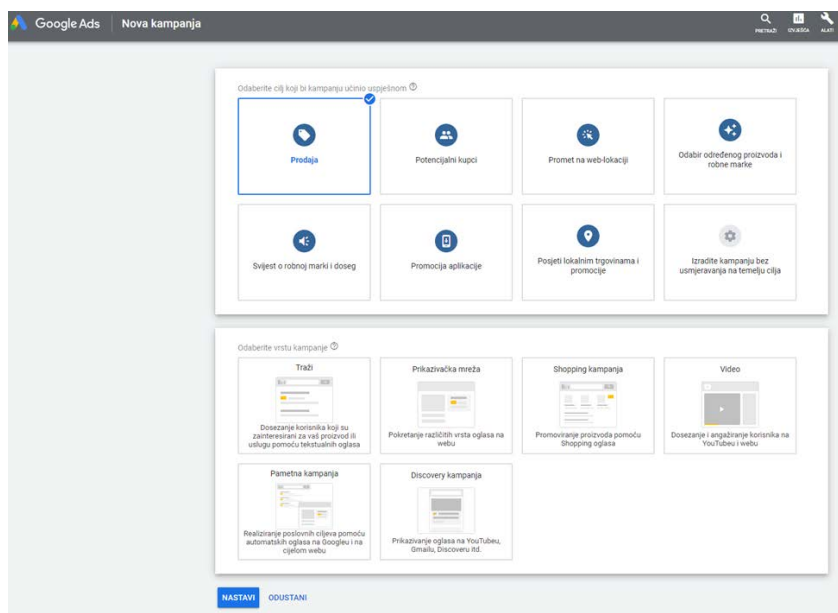 Google Ads
Nova kampanja
PRETRAŽI
IZVJEŠĆA
ALATI
Odaberite cilj koji bi kampanju učinio uspješnom
Prodaja
Potencijalni kupci
Promet na web-lokaciji
Odabir određenog proizvoda i
robne marke
Svijest o robnoj marki i doseg
Promocija aplikacije
Posjeti lokalnim trgovinama i
promocije
Izradite kampanju bez
usmjeravanja na temelju cilja
Odaberite vrstu kampanje
Traži
Dosezanje korisnika koji su
zainteresirani za vaš proizvod ili
uslugu pomoću tekstualnih oglasa
Prikazivačka mreža
Pokretanje različitih vrsta oglasa na
webu
Shopping kampanja
Promoviranje proizvoda pomoću
Shopping oglasa
Video
Dosezanje i angažiranje korisnika na
YouTubeu i webu
Pametna kampanja
Realiziranje poslovnih ciljeva pomoću
automatskih oglasa na Googleu i na
cijelom webu
Discovery kampanja
Prikazivanje oglasa na YouTubeu,
Gmailu, Discoveru itd.
NASTAVI
ODUSTANI